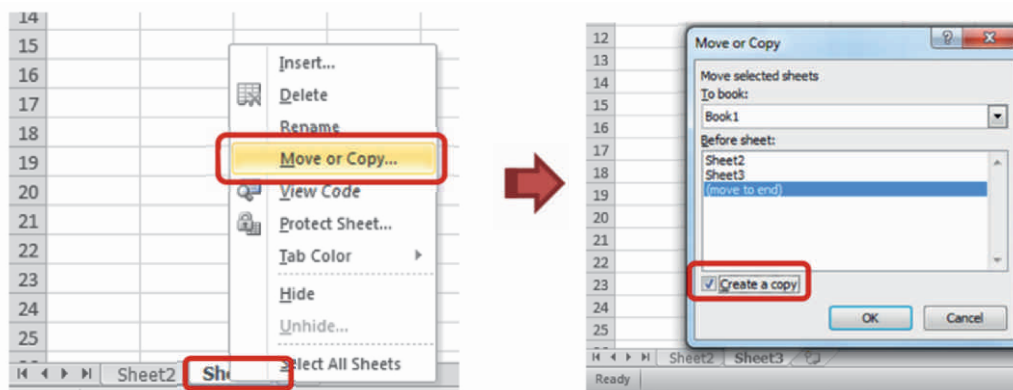 14
15
16
17
18
19
20
21
22
23
24
25
Insert...
Delete
Rename
Move or Copy...
View Code
Protect Sheet...
Tab Color
Hide
Unhide...
Select All Sheets
Sheet2
12
13
14
15
16
17
18
19
20
21
22
23
24
25
Move or Copy
Move selected sheets
To book:
Book1
Before sheet:
Sheet2
Sheet3
(move to end)
Create a copy
OK
Cancel
Sheet2 Sheet3
Ready